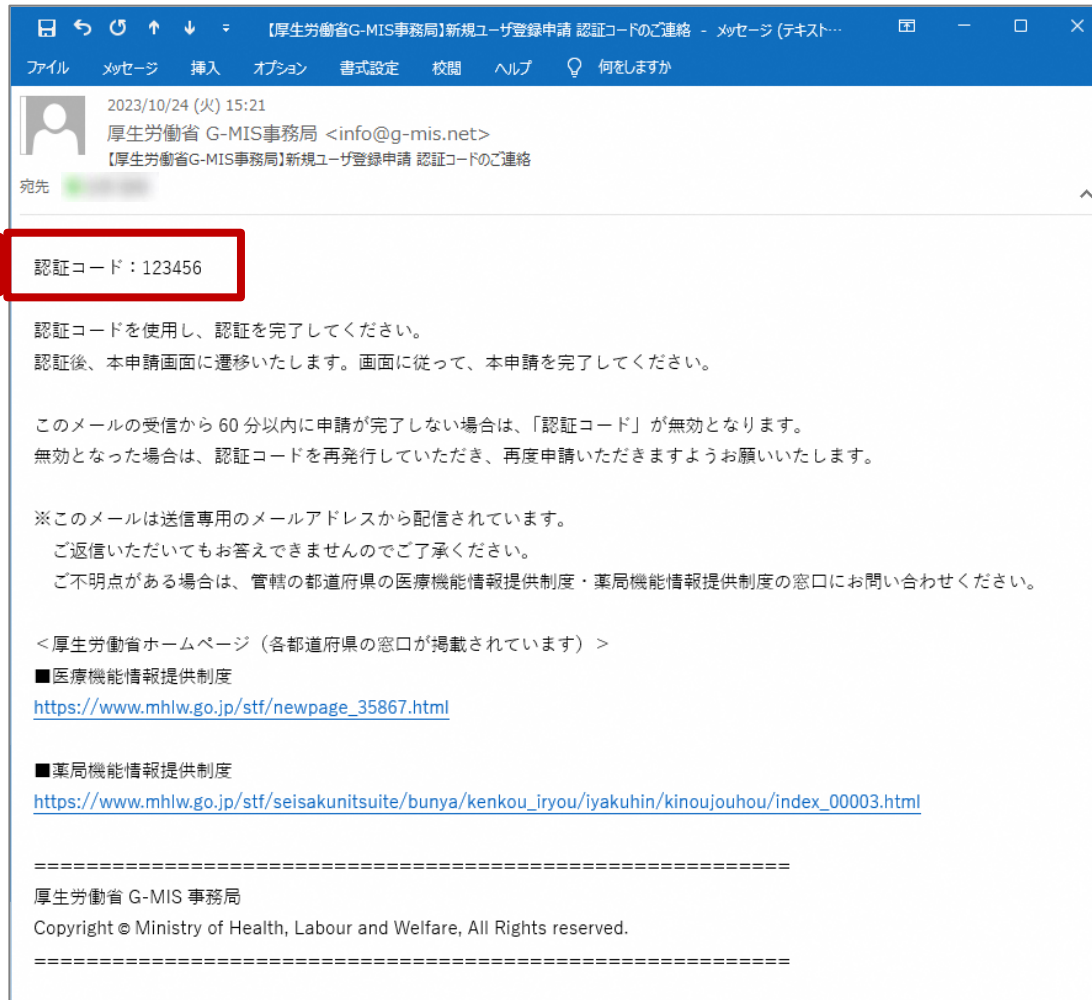 【厚生労働省G-MIS事務局】新規ユーザ登録申請 認証コードのご連絡 - メッセージ (テキスト…
ファイル メッセージ 挿入 オプション 書式設定 校閲 ヘルプ 何をしますか
2023/10/24 (火) 15:21
厚生労働省 G-MIS事務局 <info@g-mis.net>
【厚生労働省G-MIS事務局】新規ユーザ登録申請 認証コードのご連絡
宛先
認証コード：123456
認証コードを使用し、認証を完了してください。
認証後、本申請画面に遷移いたします。画面に従って、本申請を完了してください。
このメールの受信から 60 分以内に申請が完了しない場合は、「認証コード」が無効となります。
無効となった場合は、認証コードを再発行していただき、再度申請いただきますようお願いいたします。
※このメールは送信専用のメールアドレスから配信されています。
ご返信いただいてもお答えできませんのでご了承ください。
ご不明点がある場合は、管轄の都道府県の医療機能情報提供制度・薬局機能情報提供制度の窓口にお問い合わせください。
＜厚生労働省ホームページ（各都道府県の窓口が掲載されています）＞
■医療機能情報提供制度
https://www.mhlw.go.jp/stf/newpage_35867.html
■薬局機能情報提供制度
https://www.mhlw.go.jp/stf/seisakunitsuite/bunya/kenkou_iryou/iyakuhin/kinoujouhou/index_00003.html
==========================================================
厚生労働省 G-MIS 事務局
Copyright © Ministry of Health, Labour and Welfare, All Rights reserved.
==========================================================